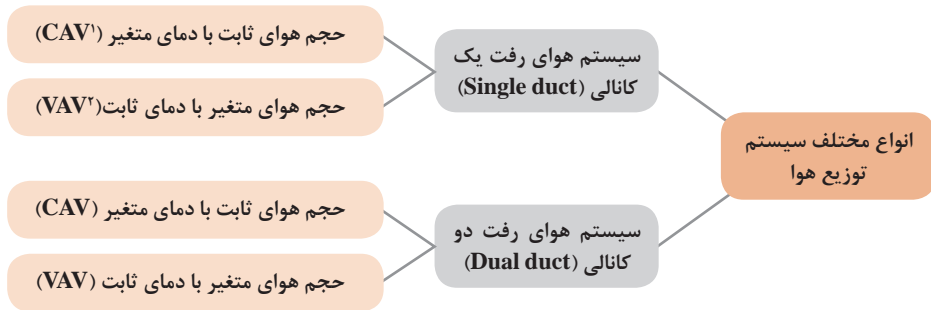 انواع مختلف سیستم
توزیع هوا
سیستم هوای رفت یک
کانالی (Single duct)
حجم هوای ثابت با دمای متغیر (CAV۱)
حجم هوای متغیر با دمای ثابت(VAV۲)
سیستم هوای رفت دو
کانالی (Dual duct)
حجم هوای ثابت با دمای متغیر (CAV)
حجم هوای متغیر با دمای ثابت (VAV)